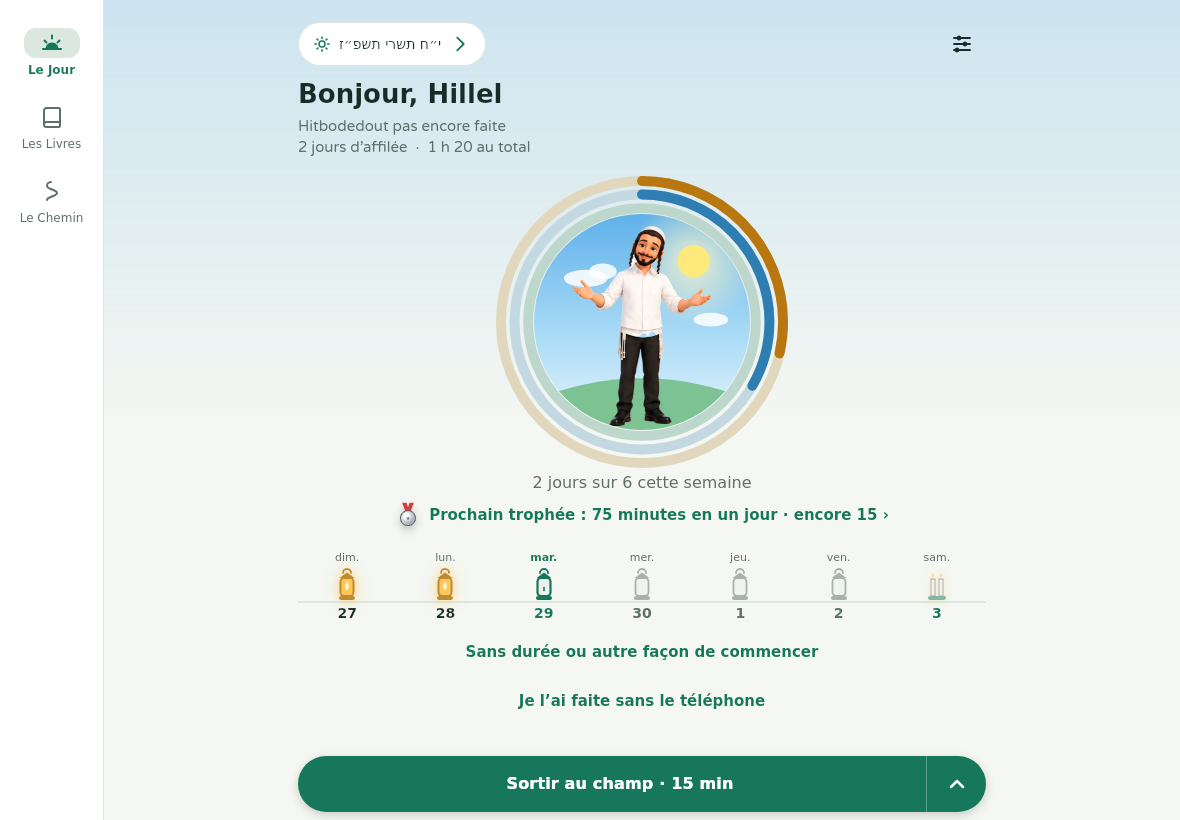 Le Jour
Les Livres
Le Chemin
י״ח תשרי תשפ״ז
Bonjour, Hillel
Hitbodedout pas encore faite
2 jours d’affilée · 1 h 20 au total
2 jours sur 6 cette semaine
Prochain trophée : 75 minutes en un jour · encore 15 ›
dim. lun. mar. mer. jeu. ven. sam.
27 28 29 30 1 2 3
Sans durée ou autre façon de commencer
Je l’ai faite sans le téléphone
Sortir au champ · 15 min